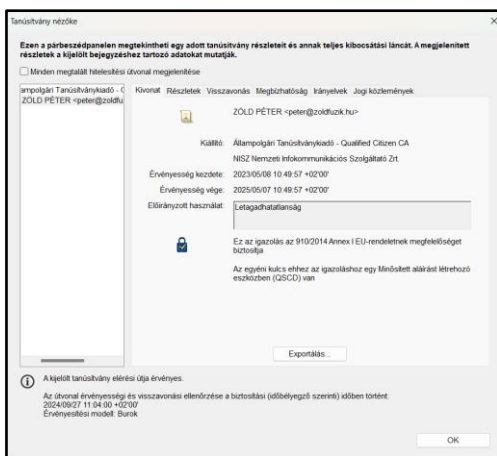 Tanúsítvány nézőke
Ezen a párbeszédpanelen megtekintheti egy adott tanúsítvány részleteit és annak teljes kibocsátási láncát. A megjelenített
részletek a kijelölt bejegyzéshez tartozó adatokat mutatják.
Minden megtalált hitelesítési útvonal megjelenítése
ampolgári Tanúsítványkiadó - Q
ZÖLD PÉTER <peter@zoldfu
Kivonat Részletek Visszavonás Megbízhatóság Irányelvek Jogi közlemények
ZÖLD PÉTER <peter@zoldfuzik.hu>
Kiállító: Állampolgári Tanúsítványkiadó - Qualified Citizen CA
NISZ Nemzeti Infokommunikációs Szolgáltató Zrt.
Érvényesség kezdete: 2023/05/08 10:49:57 +02'00'
Érvényesség vége: 2025/05/07 10:49:57 +02'00'
Előirányzott használat: Letagadhatatlanság
Ez az igazolás az 910/2014 Annex I EU-rendeletnek megfelelőséget
biztosítja
Az egyéni kulcs ehhez az igazoláshoz egy Minősített aláírást létrehozó
eszközben (QSCD) van
Exportálás...
A kijelölt tanúsítvány elérési útja érvényes.
Az útvonal érvényességi és visszavonási ellenőrzése a biztosítási (időbélyegző szerinti) időben történt:
2024/09/27 11:04:00 +02'00'
Érvényesítési modell: Burok
OK